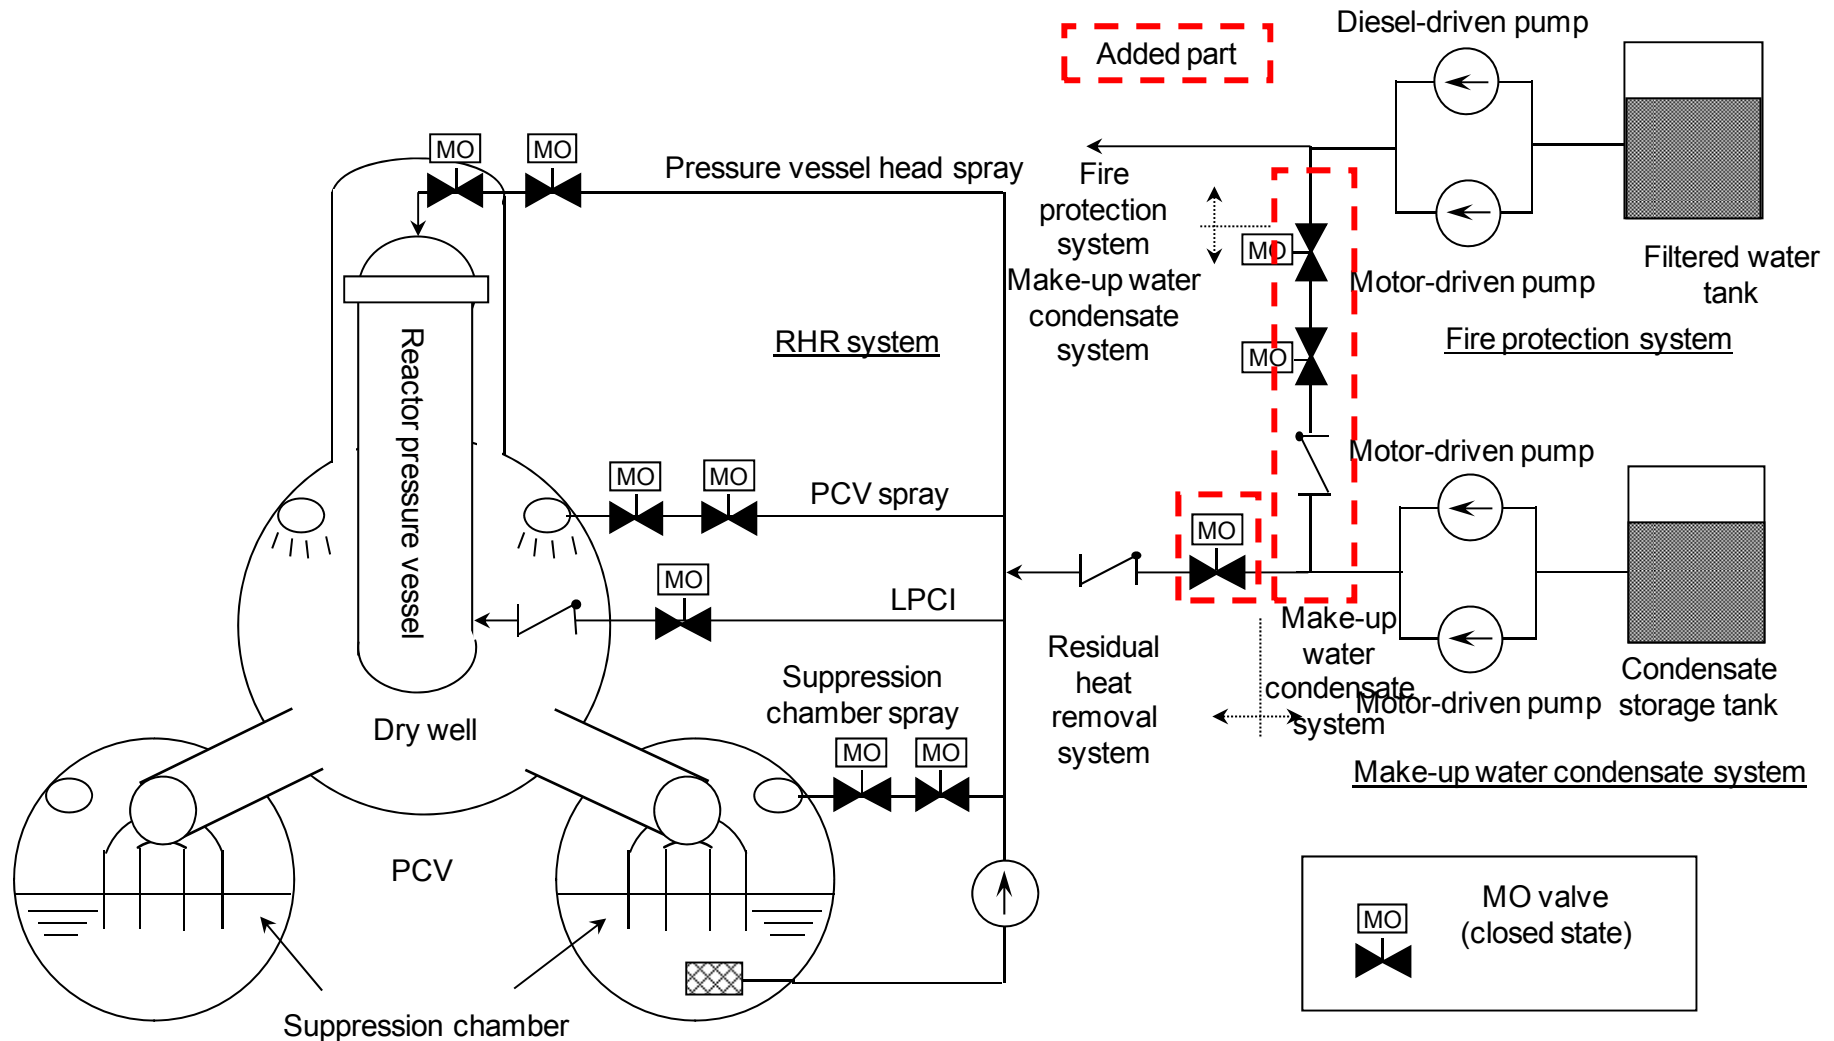 Added part
Diesel-driven pump
MO
MO
Pressure vessel head spray
Fire
protection
system
MO
Make-up water
condensate
system
Motor-driven pump
Filtered water
tank
Fire protection system
RHR system
MO
Reactor pressure vessel
MO
MO
PCV spray
MO
Motor-driven pump
MO
LPCI
Residual
heat
removal
system
Make-up
water
condensate
system
Motor-driven pump
Condensate
storage tank
Make-up water condensate system
Suppression
chamber spray
MO
MO
Dry well
PCV
Suppression chamber
MO
MO valve
(closed state)